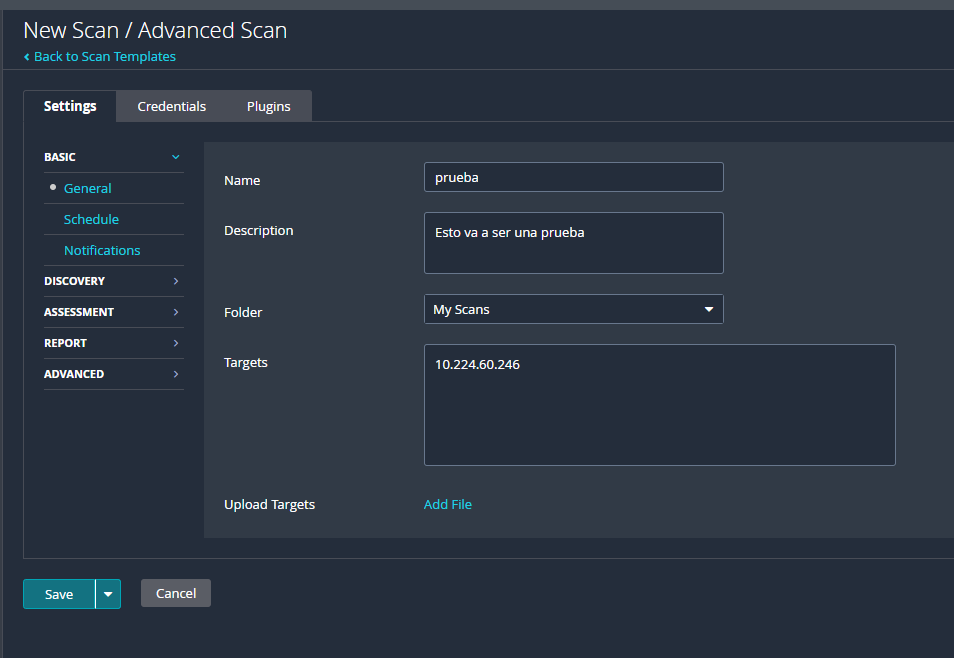 New Scan / Advanced Scan
‹ Back to Scan Templates
Settings Credentials Plugins
BASIC
General
Schedule
Notifications
DISCOVERY
ASSESSMENT
REPORT
ADVANCED
Name prueba
Description Esto va a ser una prueba
Folder My Scans
Targets 10.224.60.246
Upload Targets Add File
Save Cancel